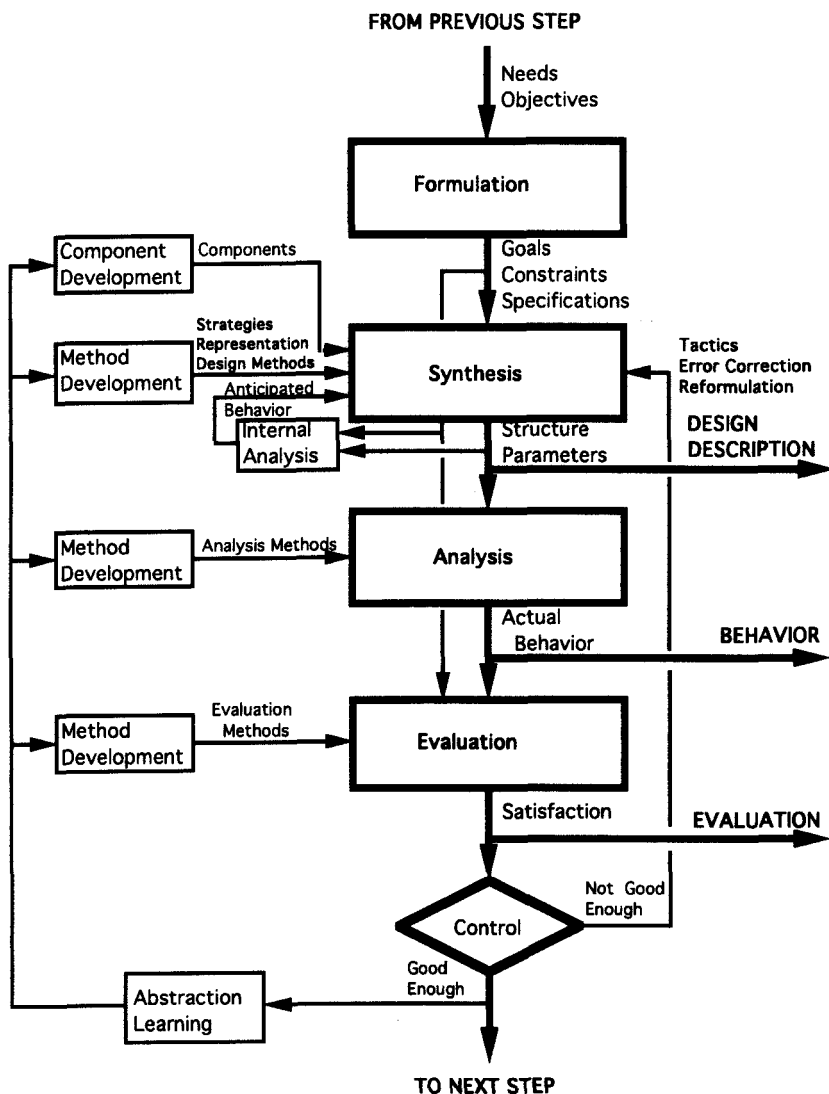 FROM PREVIOUS STEP
Needs
Objectives
Formulation
Goals
Constraints
Specifications
Component
Development
Components
Method
Development
Strategies
Representation
Design Methods
Synthesis
Tactics
Error Correction
Reformulation
Anticipated
Behavior
Internal
Analysis
Structure
Parameters
DESIGN
DESCRIPTION
Method
Development
Analysis Methods
Analysis
Actual
Behavior
BEHAVIOR
Method
Development
Evaluation
Methods
Evaluation
Satisfaction
EVALUATION
Control
Not Good
Enough
Good
Enough
Abstraction
Learning
TO NEXT STEP